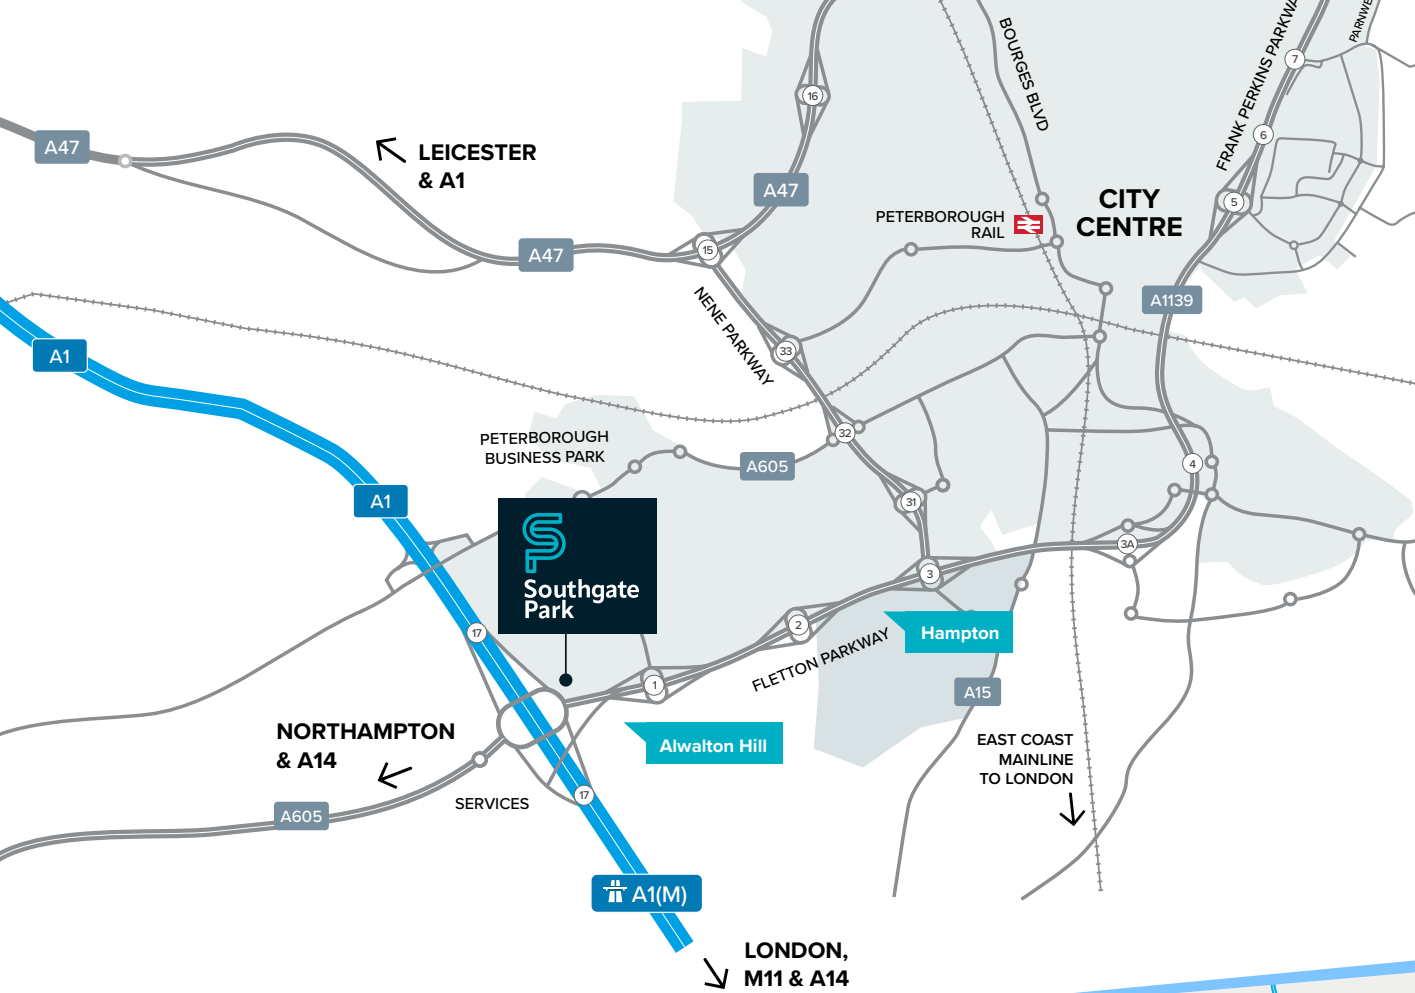 BOURGES BLVD
FRANK PERKINS PARKWA
PARNWE
7
16
6
A47
LEICESTER
& A1
A47
5
CITY
CENTRE
PETERBOROUGH
RAIL
15
A47
NENE PARKWAY
A1139
33
A1
32
PETERBOROUGH
BUSINESS PARK
A605
4
A1
31
3A
3
Southgate
Park
17
2
Hampton
FLETTON PARKWAY
1
A15
NORTHAMPTON
& A14
Alwalton Hill
EAST COAST
MAINLINE
TO LONDON
17
SERVICES
A605
A1(M)
LONDON,
M11 & A14